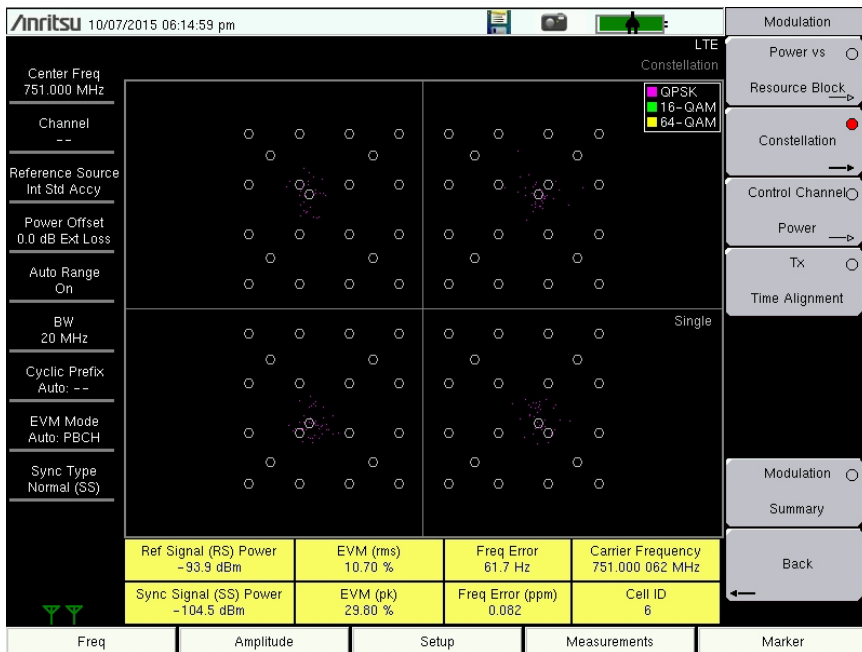 Anritsu 10/07/2015 06:14:59 pm
Modulation
LTE
Constellation
Center Freq
751.000 MHz
Channel
--
Reference Source
Int Std Accy
Power Offset
0.0 dB Ext Loss
Auto Range
On
BW
20 MHz
Cyclic Prefix
Auto: --
EVM Mode
Auto: PBCH
Sync Type
Normal (SS)
QPSK
16-QAM
64-QAM
Single
Power vs
Resource Block
Constellation
Control Channel
Power
Tx
Time Alignment
Modulation
Summary
Back
Ref Signal (RS) Power
-93.9 dBm
EVM (rms)
10.70 %
Freq Error
61.7 Hz
Carrier Frequency
751.000 062 MHz
Sync Signal (SS) Power
-104.5 dBm
EVM (pk)
29.80 %
Freq Error (ppm)
0.082
Cell ID
6
Freq
Amplitude
Setup
Measurements
Marker